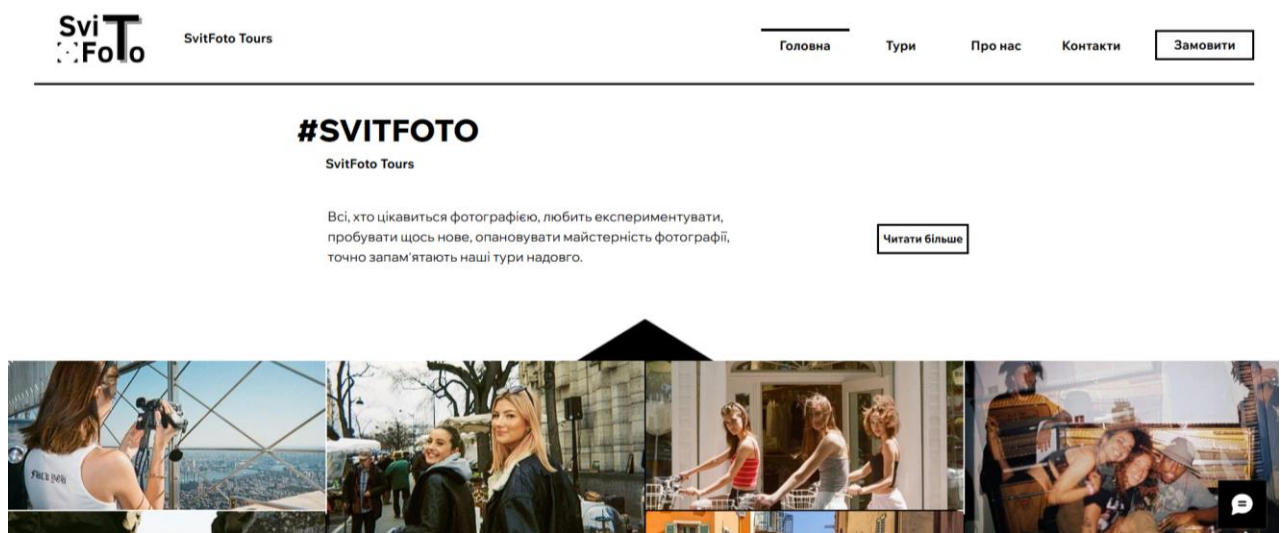 Svi T
Foto
SvitFoto Tours
Головна
Тури
Про нас
Контакти
Замовити
#SVITFOTO
SvitFoto Tours
Всі, хто цікавиться фотографією, любить експериментувати,
пробувати щось нове, опановувати майстерність фотографії,
точно запам'ятають наші тури надовго.
Читати більше